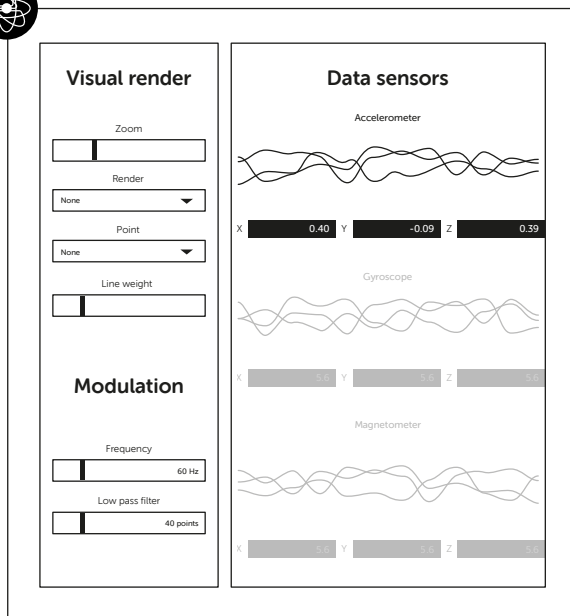 Visual render
Zoom
Render
None
Point
None
Line weight
Modulation
Frequency
60 Hz
Low pass filter
40 points
Data sensors
Accelerometer
X 0.40 Y -0.09 Z 0.39
Gyroscope
X 5.6 Y 5.6 Z 5.6
Magnetometer
X 5.6 Y 5.6 Z 5.6